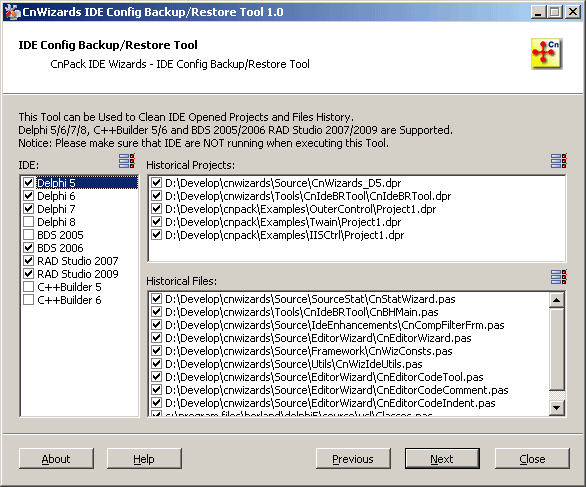 CnWizards IDE Config Backup/Restore Tool 1.0
IDE Config Backup/Restore Tool
CnPack IDE Wizards - IDE Config Backup/Restore Tool
Cn
This Tool can be Used to Clean IDE Opened Projects and Files History.
Delphi 5/6/7/8, C++Builder 5/6 and BDS 2005/2006 RAD Studio 2007/2009 are Supported.
Notice: Please make sure that IDE are NOT running when executing this Tool.
IDE:
Delphi 5
Delphi 6
Delphi 7
Delphi 8
BDS 2005
BDS 2006
RAD Studio 2007
RAD Studio 2009
C++Builder 5
C++Builder 6
Historical Projects:
D:\Develop\cnwizards\Source\CnWizards_D5.dpr
D:\Develop\cnwizards\Tools\CnIdeBRTool\CnIdeBRTool.dpr
D:\Develop\cnpack\Examples\OuterControl\Project1.dpr
D:\Develop\cnpack\Examples\Twain\Project1.dpr
D:\Develop\cnpack\Examples\IISCtrl\Project1.dpr
Historical Files:
D:\Develop\cnwizards\Source\SourceStat\CnStatWizard.pas
D:\Develop\cnwizards\Tools\CnIdeBRTool\CnBHMain.pas
D:\Develop\cnwizards\Source\IdeEnhancements\CnCompFilterFrm.pas
D:\Develop\cnwizards\Source\EditorWizard\CnEditorWizard.pas
D:\Develop\cnwizards\Source\Framework\CnWizConsts.pas
D:\Develop\cnwizards\Source\Utils\CnWizIdeUtils.pas
D:\Develop\cnwizards\Source\EditorWizard\CnEditorCodeTool.pas
D:\Develop\cnwizards\Source\EditorWizard\CnEditorCodeComment.pas
D:\Develop\cnwizards\Source\EditorWizard\CnEditorCodeIndent.pas
c:\program files\borland\delphi5\source\vcl\Classes.pas
About
Help
Previous
Next
Close